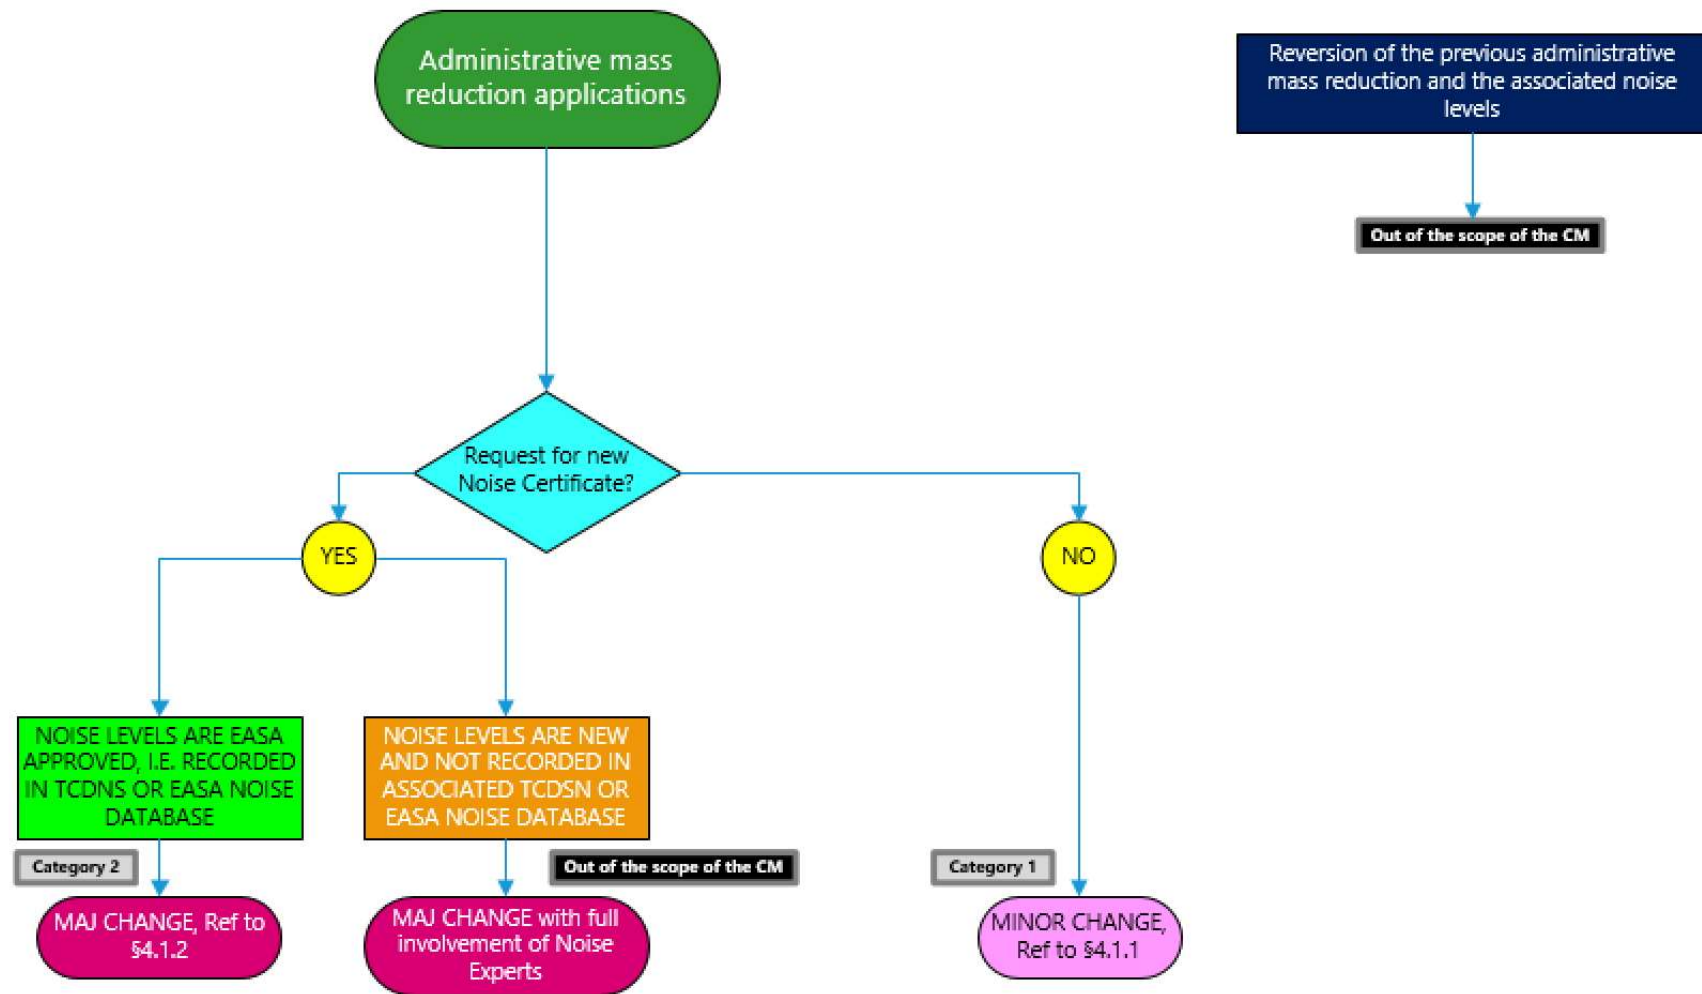 Administrative mass
reduction applications
Reversion of the previous administrative
mass reduction and the associated noise
levels
Out of the scope of the CM
Request for new
Noise Certificate?
YES
NO
NOISE LEVELS ARE EASA
APPROVED, I.E. RECORDED
IN TCDNS OR EASA NOISE
DATABASE
NOISE LEVELS ARE NEW
AND NOT RECORDED IN
ASSOCIATED TCDSN OR
EASA NOISE DATABASE
Category 2
Out of the scope of the CM
Category 1
MAJ CHANGE, Ref to
§4.1.2
MAJ CHANGE with full
involvement of Noise
Experts
MINOR CHANGE,
Ref to §4.1.1